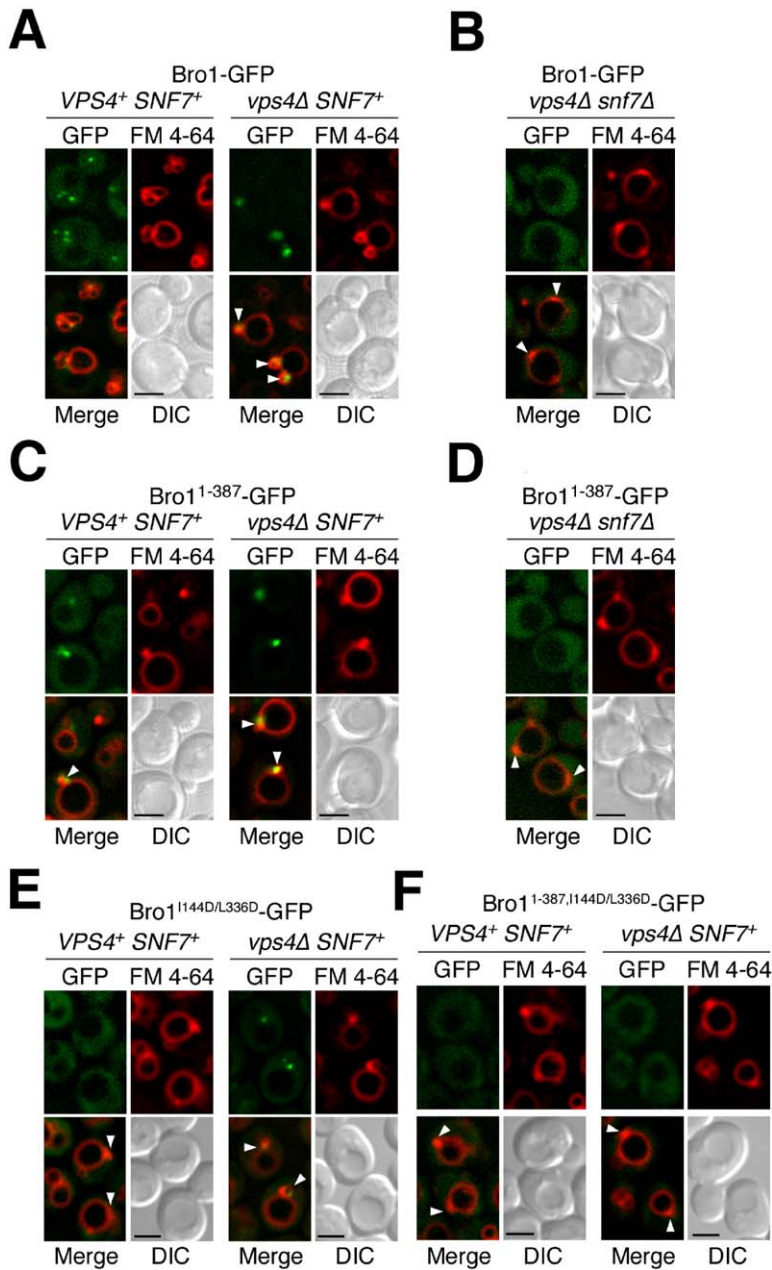 A
Bro1-GFP
VPS4⁺ SNF7⁺ vps4Δ SNF7⁺
GFP FM 4-64 GFP FM 4-64
Merge DIC Merge DIC
B
Bro1-GFP
vps4Δ snf7Δ
GFP FM 4-64
Merge DIC
C
Bro1¹⁻³⁸⁷-GFP
VPS4⁺ SNF7⁺ vps4Δ SNF7⁺
GFP FM 4-64 GFP FM 4-64
Merge DIC Merge DIC
D
Bro1¹⁻³⁸⁷-GFP
vps4Δ snf7Δ
GFP FM 4-64
Merge DIC
E
Bro1ᴵ¹⁴⁴ᴰ/ᴸ³³⁶ᴰ-GFP
VPS4⁺ SNF7⁺ vps4Δ SNF7⁺
GFP FM 4-64 GFP FM 4-64
Merge DIC Merge DIC
F
Bro1¹⁻³⁸⁷,ᴵ¹⁴⁴ᴰ/ᴸ³³⁶ᴰ-GFP
VPS4⁺ SNF7⁺ vps4Δ SNF7⁺
GFP FM 4-64 GFP FM 4-64
Merge DIC Merge DIC